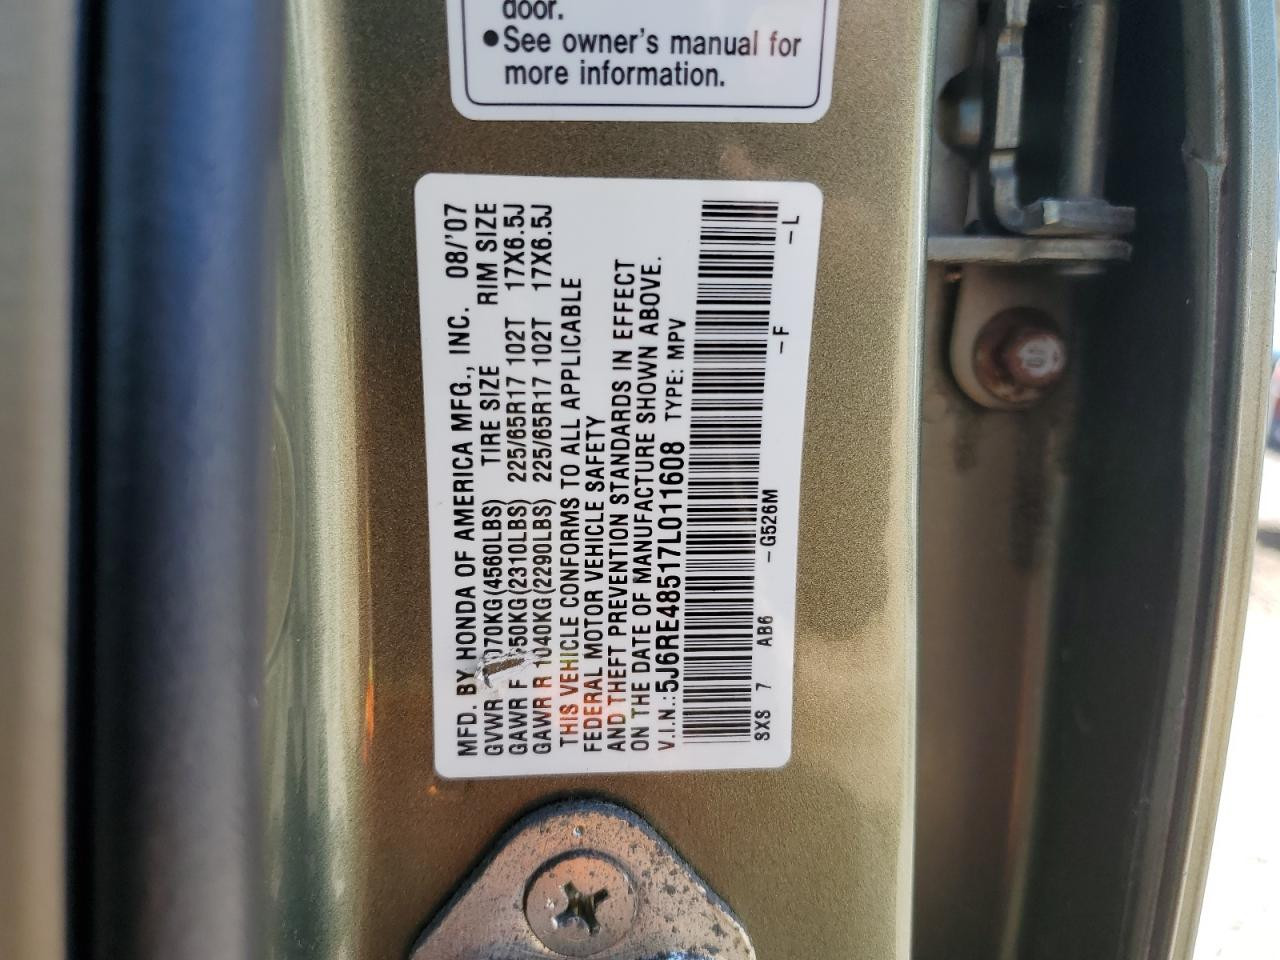 door.
●See owner's manual for
more information.
MFD. BY HONDA OF AMERICA MFG., INC. 08/'07
GVWR 070KG(4560LBS) TIRE SIZE RIM SIZE
GAWR F 050KG(2310LBS) 225/65R17 102T 17X6.5J
GAWR R 1040KG(2290LBS) 225/65R17 102T 17X6.5J
THIS VEHICLE CONFORMS TO ALL APPLICABLE
FEDERAL MOTOR VEHICLE SAFETY
AND THEFT PREVENTION STANDARDS IN EFFECT
ON THE DATE OF MANUFACTURE SHOWN ABOVE.
V.I.N.:5J6RE48517L011608 TYPE: MPV
SXS 7 AB6 -G526M -F -L